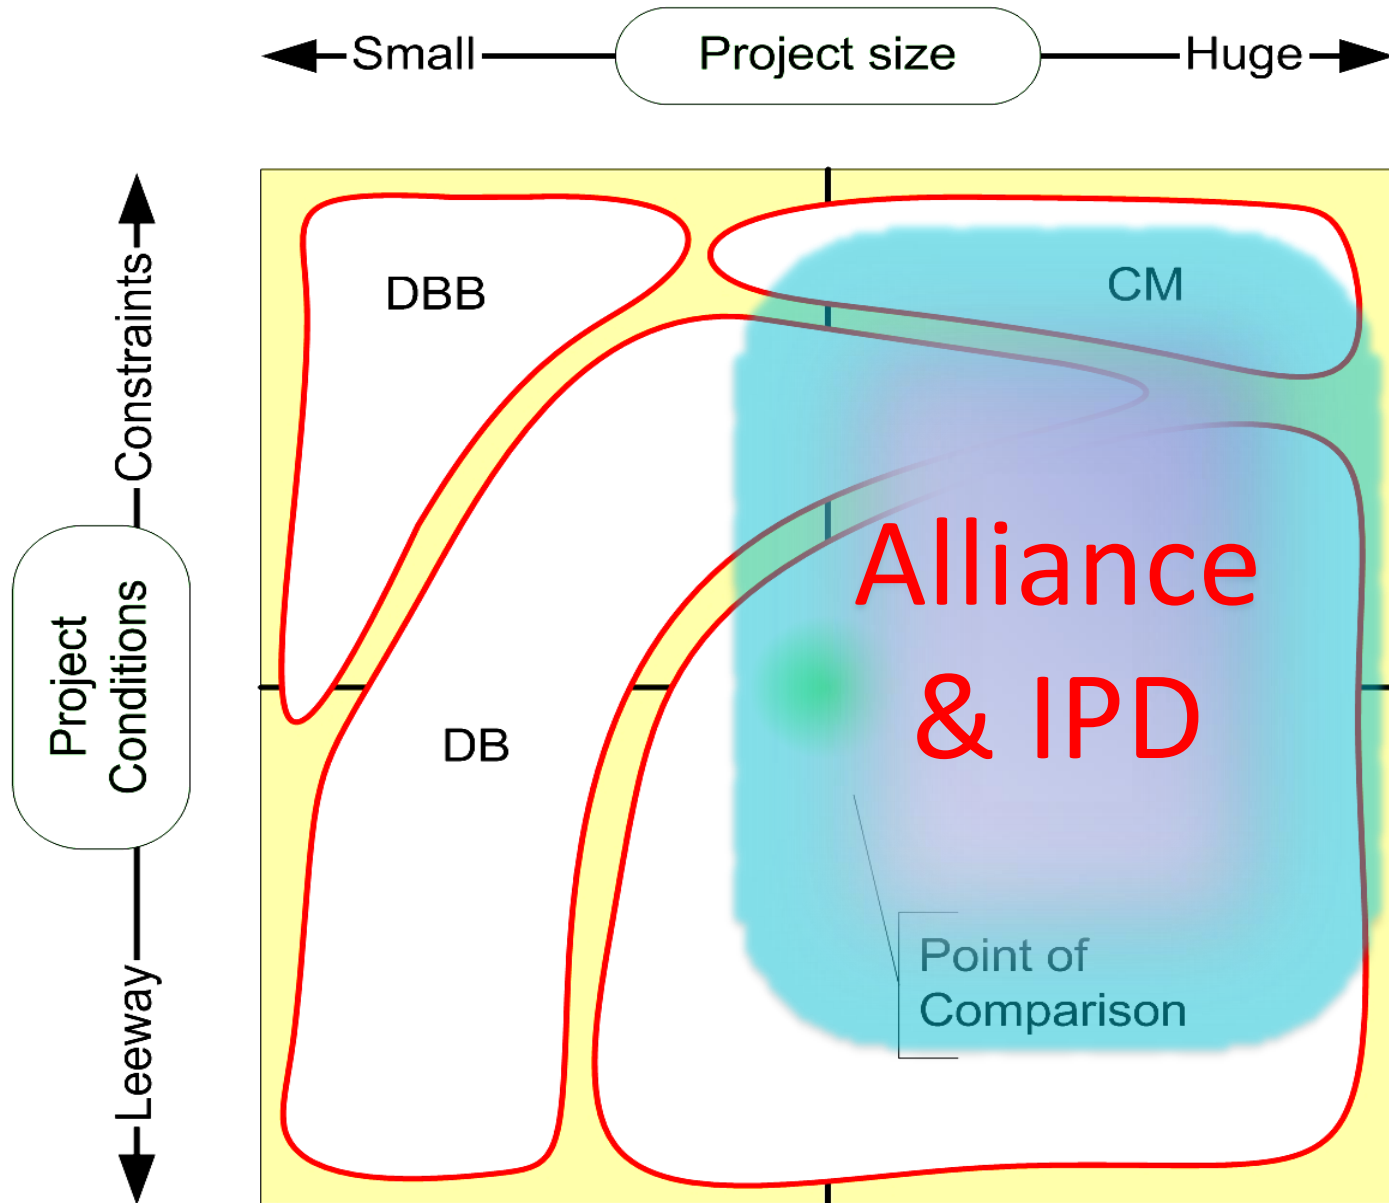 Small
Project size
Huge
Constraints
Project
Conditions
Leeway
DBB
CM
DB
Alliance
& IPD
Point of
Comparison